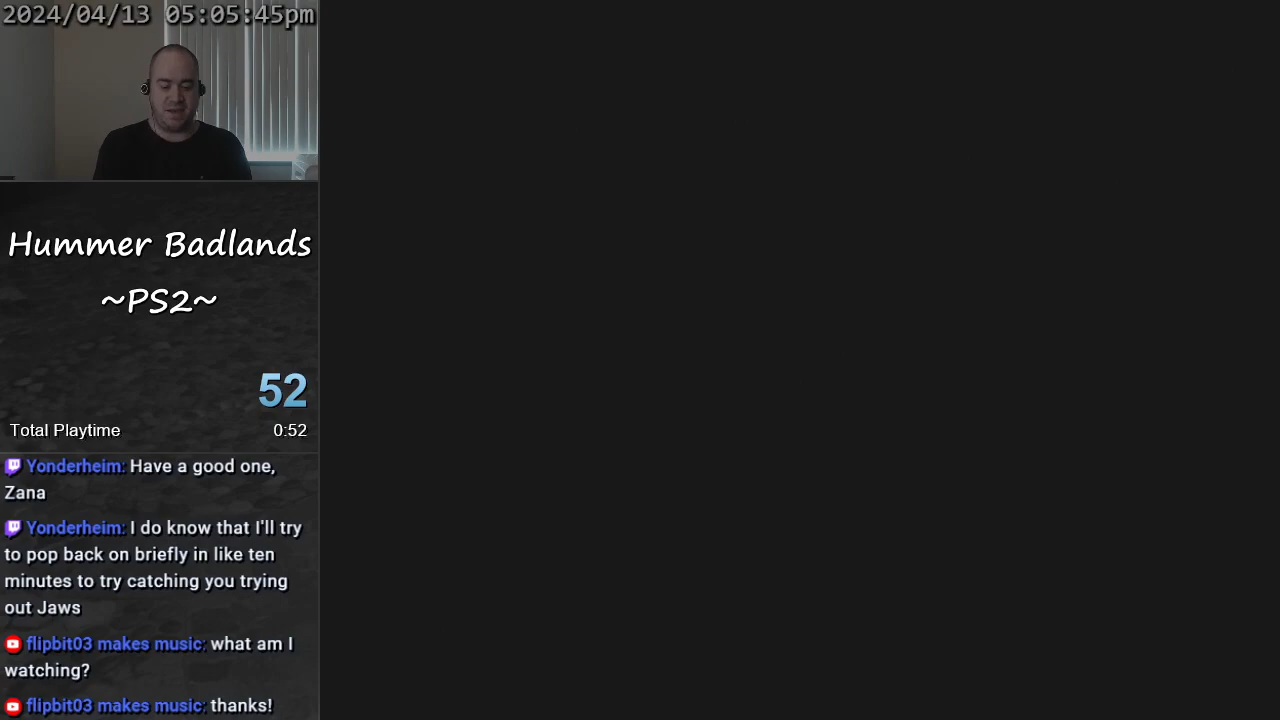 2024/04/13 05:05:45pm
Hummer Badlands
~PS2~
52
Total Playtime 0:52
Yonderheim: Have a good one,
Zana
Yonderheim: I do know that I'll try
to pop back on briefly in like ten
minutes to try catching you trying
out Jaws
flipbit03 makes music: what am I
watching?
flipbit03 makes music: thanks!